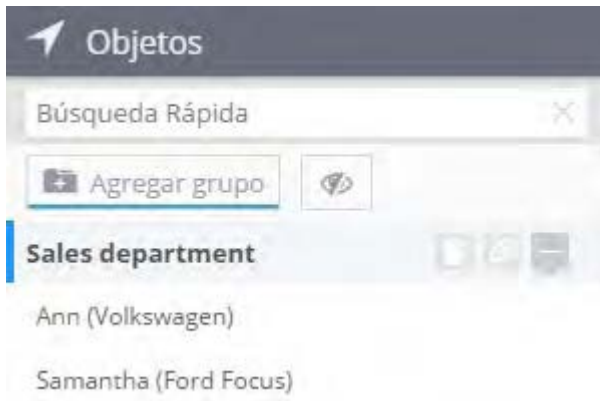 Objetos
Búsqueda Rápida
Agregar grupo
Sales department
Ann (Volkswagen)
Samantha (Ford Focus)